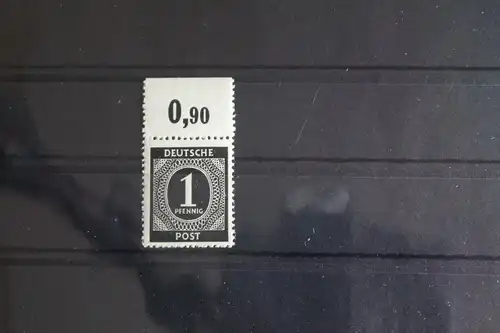 0,90
DEUTSCHE
1
PFENNIG
POST